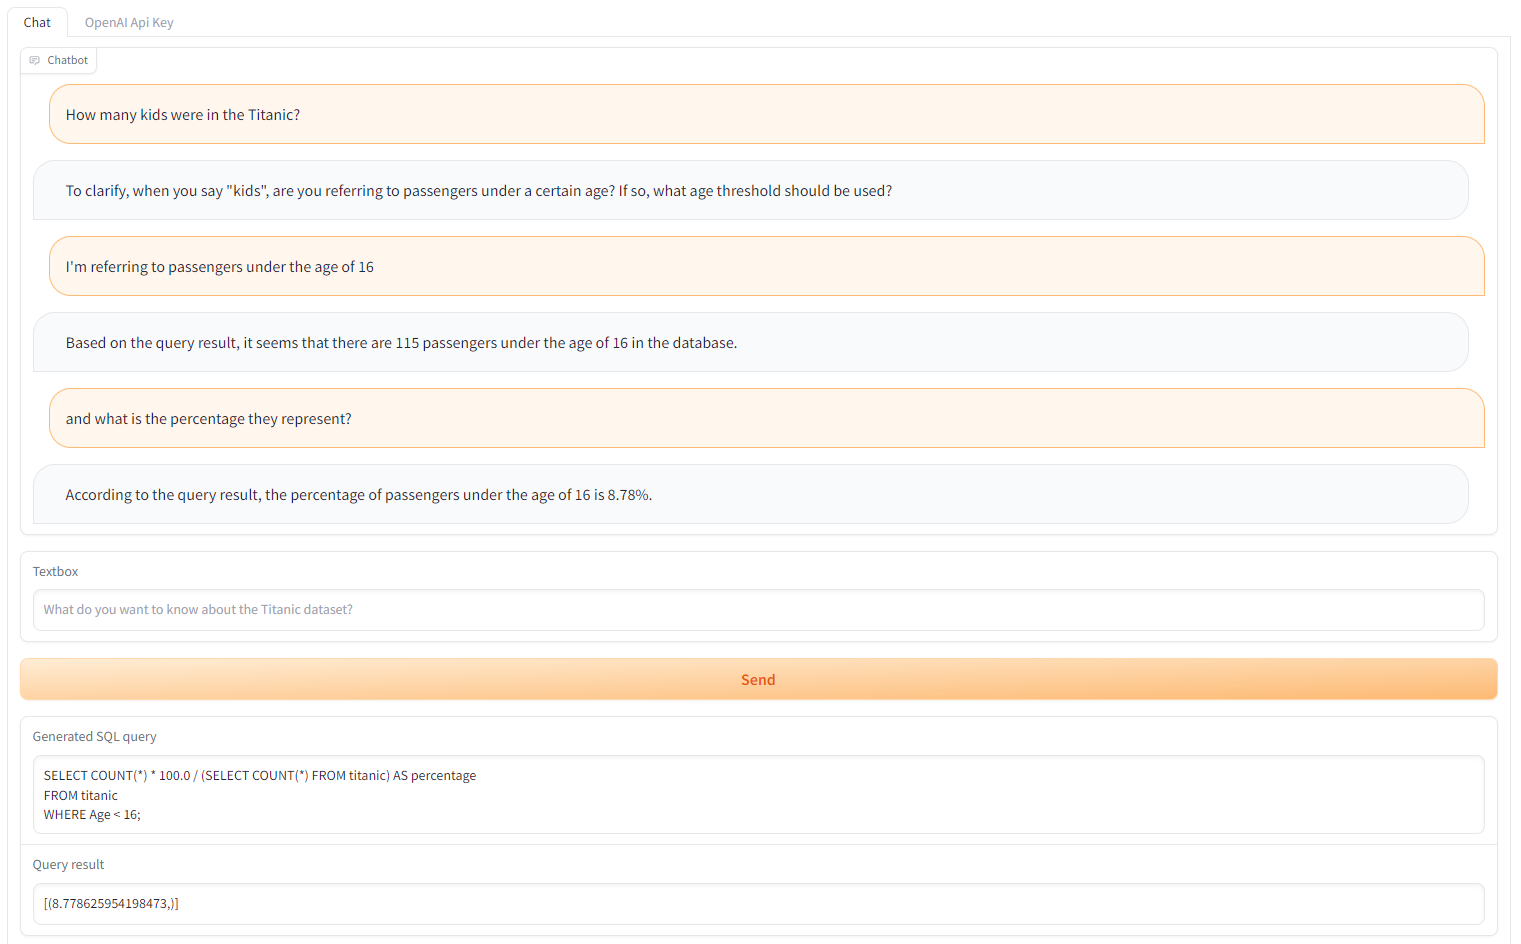 Chat
OpenAI Api Key
Chatbot
How many kids were in the Titanic?
To clarify, when you say "kids", are you referring to passengers under a certain age? If so, what age threshold should be used?
I'm referring to passengers under the age of 16
Based on the query result, it seems that there are 115 passengers under the age of 16 in the database.
and what is the percentage they represent?
According to the query result, the percentage of passengers under the age of 16 is 8.78%.
Textbox
What do you want to know about the Titanic dataset?
Send
Generated SQL query
SELECT COUNT(*) * 100.0 / (SELECT COUNT(*) FROM titanic) AS percentage
FROM titanic
WHERE Age < 16;
Query result
[(8.778625954198473,)]